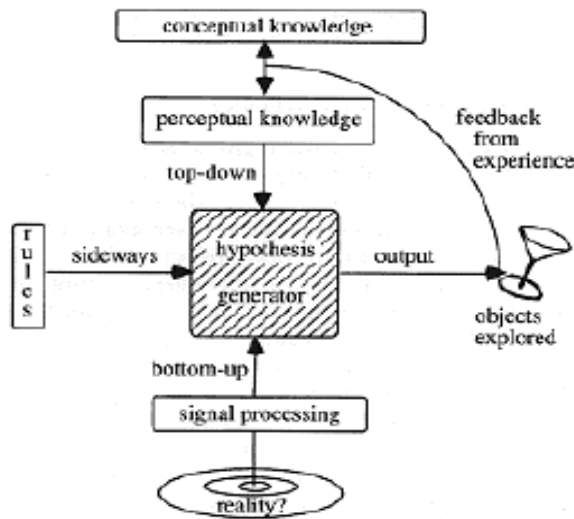 conceptual knowledge
perceptual knowledge
feedback
from
experience
top-down
rules
sideways
hypothesis
generator
output
objects
explored
bottom-up
signal processing
reality?